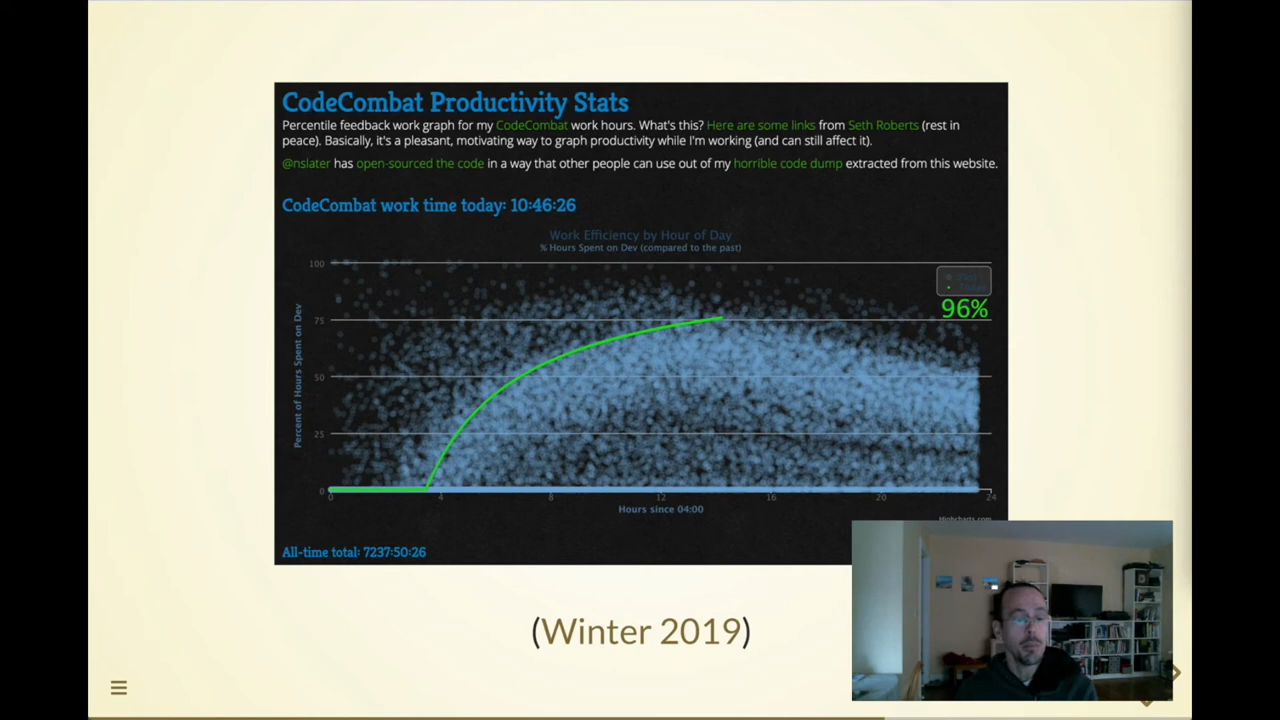 CodeCombat Productivity Stats
Percentile feedback work graph for my CodeCombat work hours. What's this? Here are some links from Seth Roberts (rest in
peace). Basically, it's a pleasant, motivating way to graph productivity while I'm working (and can still affect it).
@nslater has open-sourced the code in a way that other people can use out of my horrible code dump extracted from this website.
CodeCombat work time today: 10:46:26
Work Efficiency by Hour of Day
% Hours Spent on Dev (compared to the past)
100
Past
Today
96%
75
50
25
0
Percent of Hours Spent on Dev
0 4 8 12 16 20 24
Hours since 04:00
Highcharts.com
All-time total: 7237:50:26
(Winter 2019)